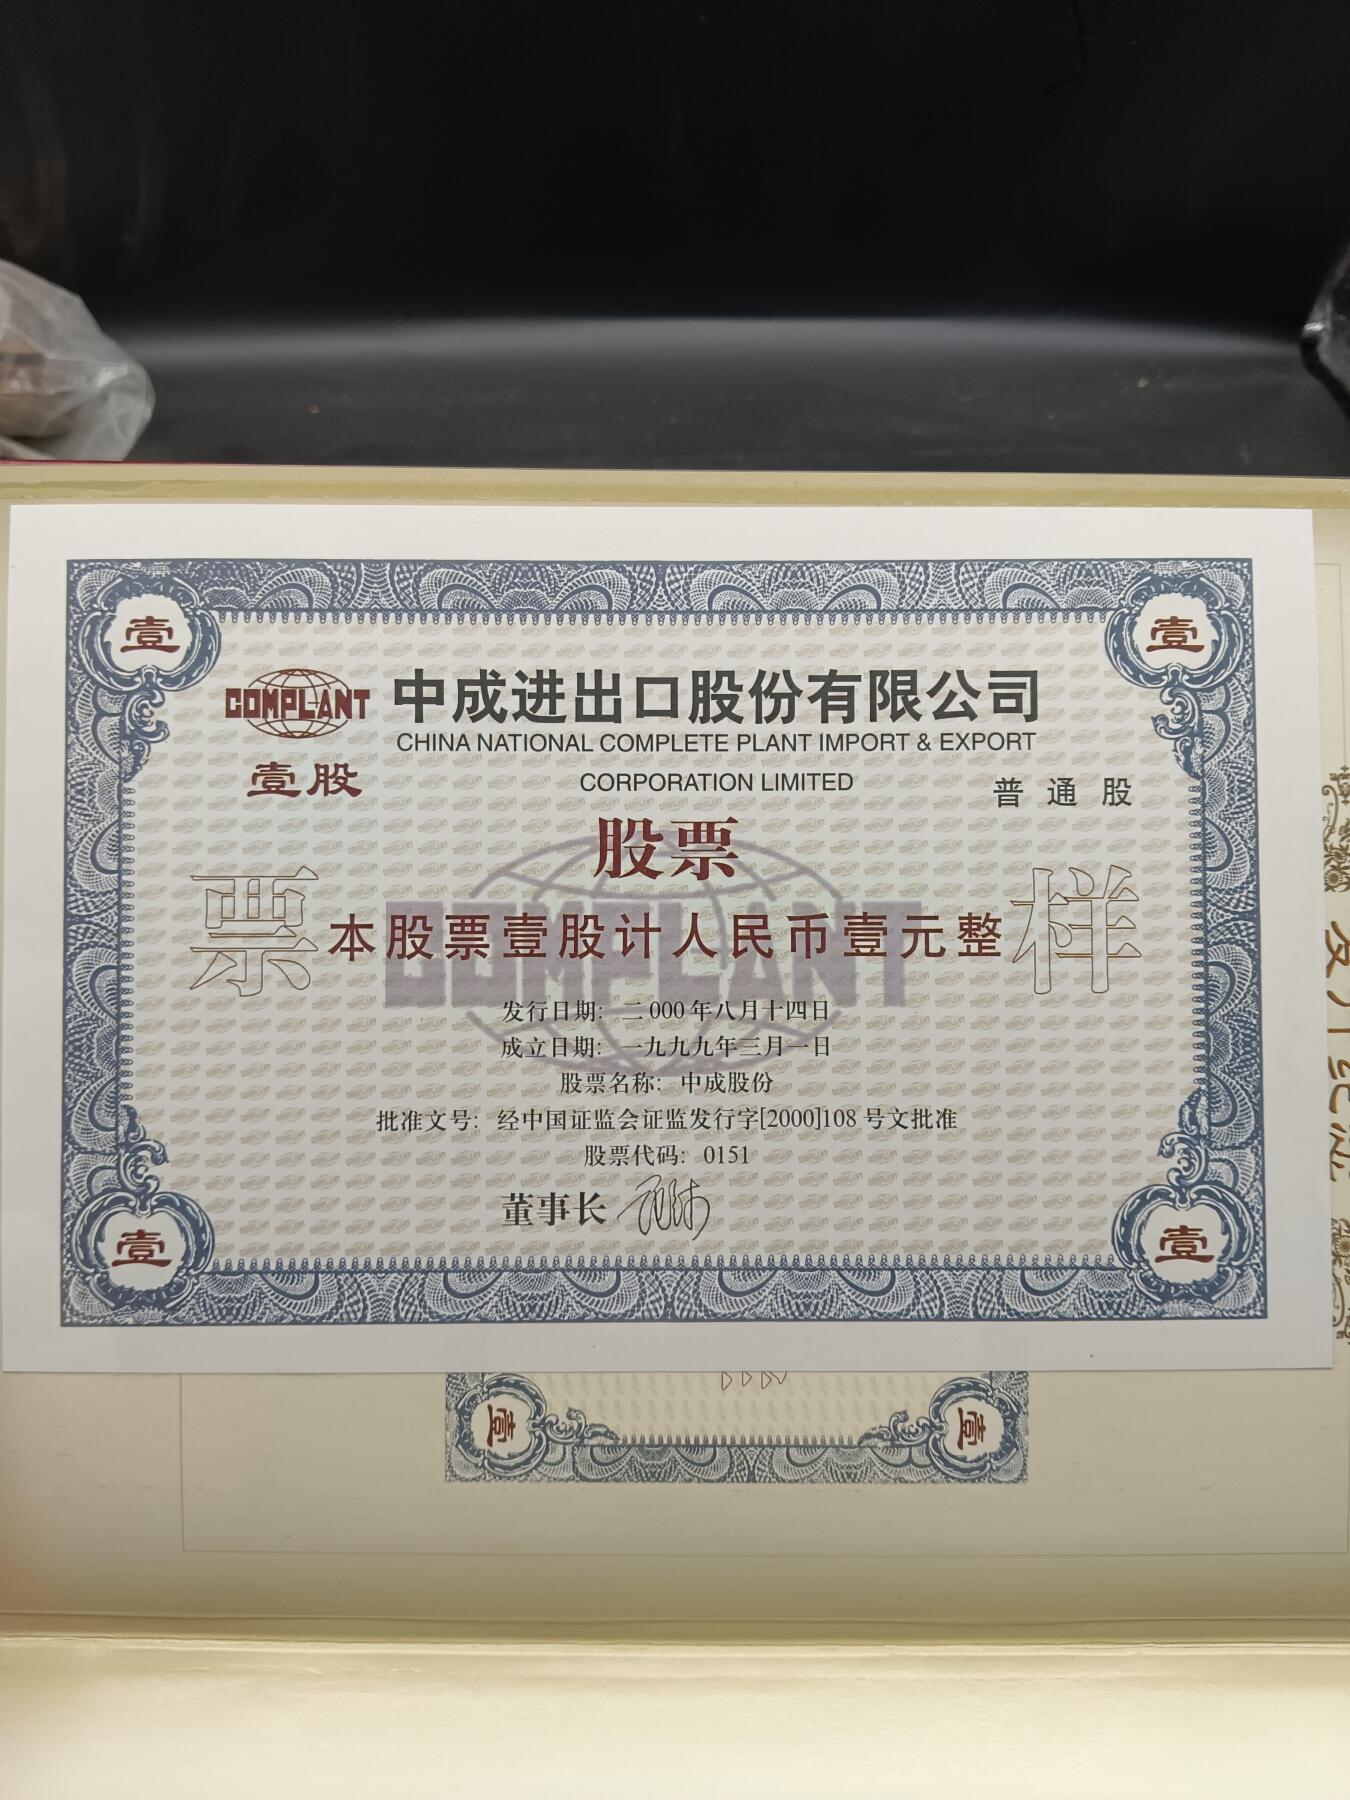 壹 壹
COMPLANT 中成进出口股份有限公司
CHINA NATIONAL COMPLETE PLANT IMPORT & EXPORT
CORPORATION LIMITED
壹股 普通股
股票
票 样
本股票壹股计人民币壹元整
COMPLANT
发行日期：二000年八月十四日
成立日期：一九九九年三月一日
股票名称：中成股份
批准文号：经中国证监会证监发行字[2000]108号文批准
股票代码：0151
董事长
壹 壹
壹 壹